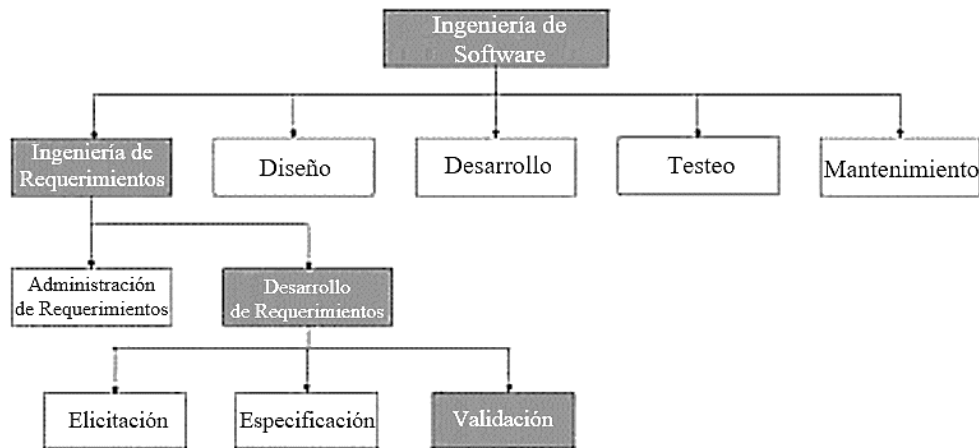 Ingeniería de
Software
Ingeniería de
Requerimientos
Diseño
Desarrollo
Testeo
Mantenimiento
Administración
de Requerimientos
Desarrollo
de Requerimientos
Elicitación
Especificación
Validación